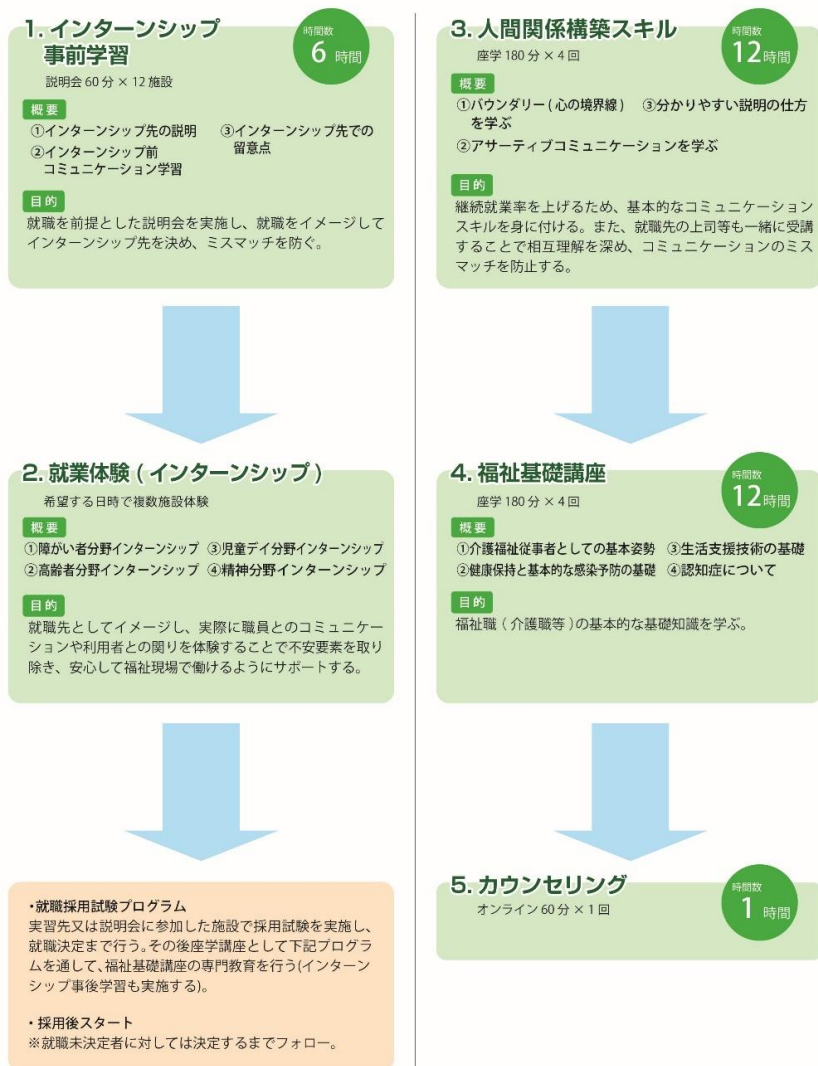 1. インターンシップ
事前学習
時間数
6 時間
説明会 60 分 × 12 施設
概要
①インターンシップ先の説明
②インターンシップ前
コミュニケーション学習
③インターンシップ先での
留意点
目的
就職を前提とした説明会を実施し、就職をイメージして
インターンシップ先を決め、ミスマッチを防ぐ。
2. 就業体験 ( インターンシップ )
希望する日時で複数施設体験
概要
①障がい者分野インターンシップ ③児童デイ分野インターンシップ
②高齢者分野インターンシップ ④精神分野インターンシップ
目的
就職先としてイメージし、実際に職員とのコミュニケー
ションや利用者との関りを体験することで不安要素を取り
除き、安心して福祉現場で働けるようにサポートする。
・就職採用試験プログラム
実習先又は説明会に参加した施設で採用試験を実施し、
就職決定まで行う。その後座学講座として下記プログラ
ムを通して、福祉基礎講座の専門教育を行う(インターン
シップ事後学習も実施する)。
・採用後スタート
※就職未決定者に対しては決定するまでフォロー。
3. 人間関係構築スキル
時間数
12時間
座学 180 分 × 4 回
概要
①バウンダリー ( 心の境界線 )
を学ぶ
③分かりやすい説明の仕方
②アサーティブコミュニケーションを学ぶ
目的
継続就業率を上げるため、基本的なコミュニケーション
スキルを身に付ける。また、就職先の上司等も一緒に受講
することで相互理解を深め、コミュニケーションのミス
マッチを防止する。
4. 福祉基礎講座
時間数
12時間
座学 180 分 × 4 回
概要
①介護福祉従事者としての基本姿勢 ③生活支援技術の基礎
②健康保持と基本的な感染予防の基礎 ④認知症について
目的
福祉職 ( 介護職等 ) の基本的な基礎知識を学ぶ。
5. カウンセリング
時間数
1 時間
オンライン 60 分 × 1 回